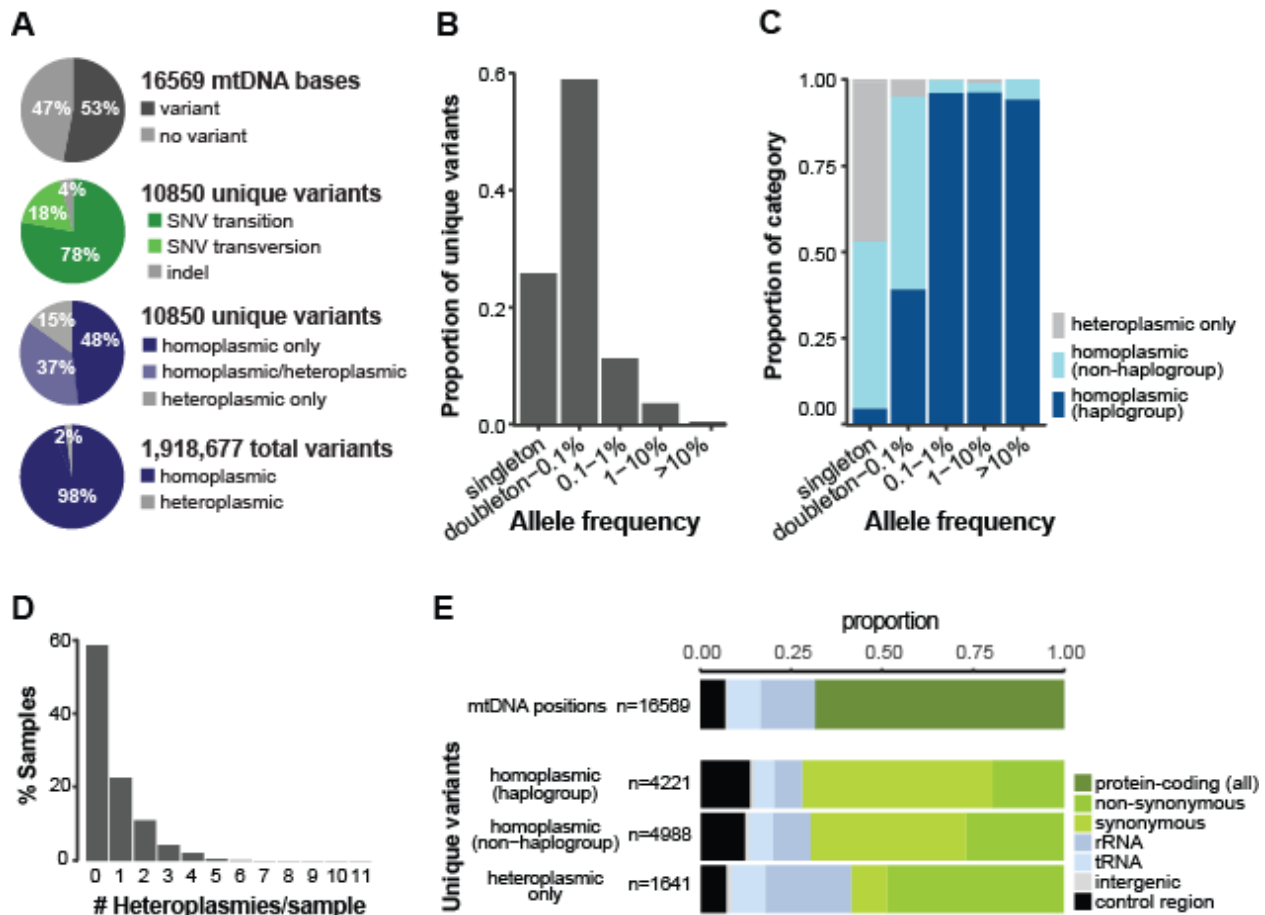 A
16569 mtDNA bases
47% 53%
variant
no variant
10850 unique variants
4%
18%
78%
SNV transition
SNV transversion
indel
10850 unique variants
15%
48%
37%
homoplasmic only
homoplasmic/heteroplasmic
heteroplasmic only
1,918,677 total variants
2%
98%
homoplasmic
heteroplasmic
B
Proportion of unique variants
0.6
0.4
0.2
0.0
singleton
doubleton–0.1%
0.1–1%
1–10%
>10%
Allele frequency
C
Proportion of category
1.00
0.75
0.50
0.25
0.00
singleton
doubleton–0.1%
0.1–1%
1–10%
>10%
Allele frequency
heteroplasmic only
homoplasmic
(non-haplogroup)
homoplasmic
(haplogroup)
D
% Samples
60
40
20
0
0 1 2 3 4 5 6 7 8 9 10 11
# Heteroplasmies/sample
E
proportion
0.00 0.25 0.50 0.75 1.00
mtDNA positions n=16569
Unique variants
homoplasmic
(haplogroup) n=4221
homoplasmic
(non-haplogroup) n=4988
heteroplasmic
only n=1641
protein-coding (all)
non-synonymous
synonymous
rRNA
tRNA
intergenic
control region